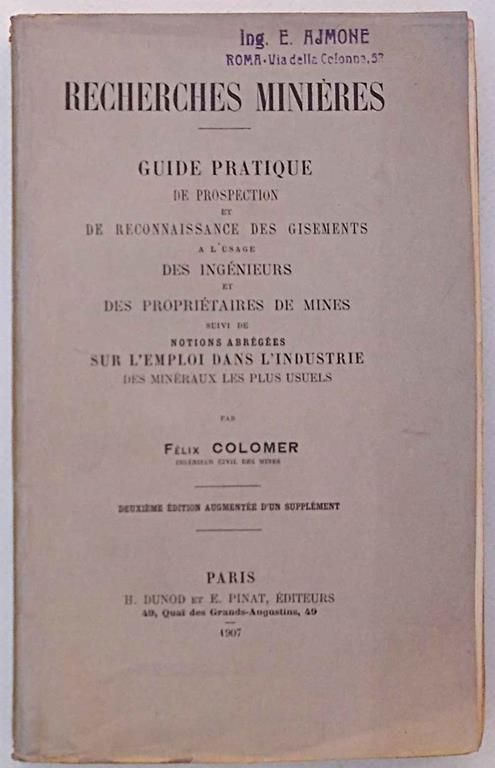 Ing. E. AJMONE
ROMA - Via della Colonna, 52
RECHERCHES MINIÈRES
GUIDE PRATIQUE
DE PROSPECTION
ET
DE RECONNAISSANCE DES GISEMENTS
A L'USAGE
DES INGÉNIEURS
ET
DES PROPRIÉTAIRES DE MINES
SUIVI DE
NOTIONS ABRÉGÉES
SUR L'EMPLOI DANS L'INDUSTRIE
DES MINÉRAUX LES PLUS USUELS
PAR
FÉLIX COLOMER
INGÉNIEUR CIVIL DES MINES
DEUXIÈME ÉDITION AUGMENTÉE D'UN SUPPLÉMENT
PARIS
H. DUNOD ET E. PINAT, ÉDITEURS
49, Quai des Grands-Augustins, 49
1907